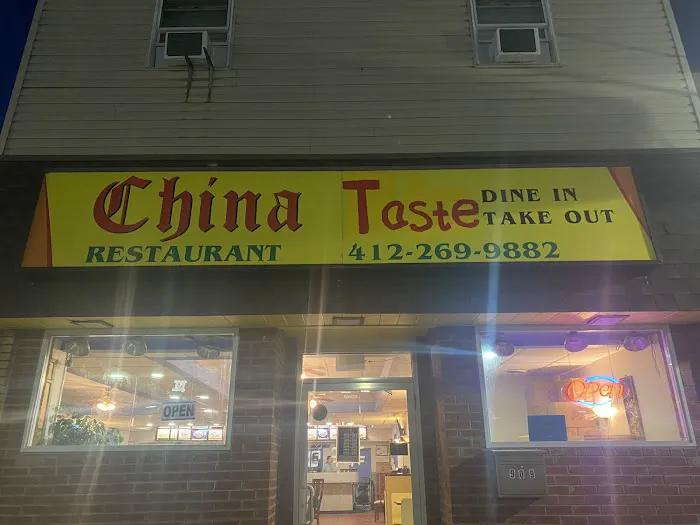 China Taste
DINE IN
TAKE OUT
RESTAURANT 412-269-9882
OPEN
Open
909